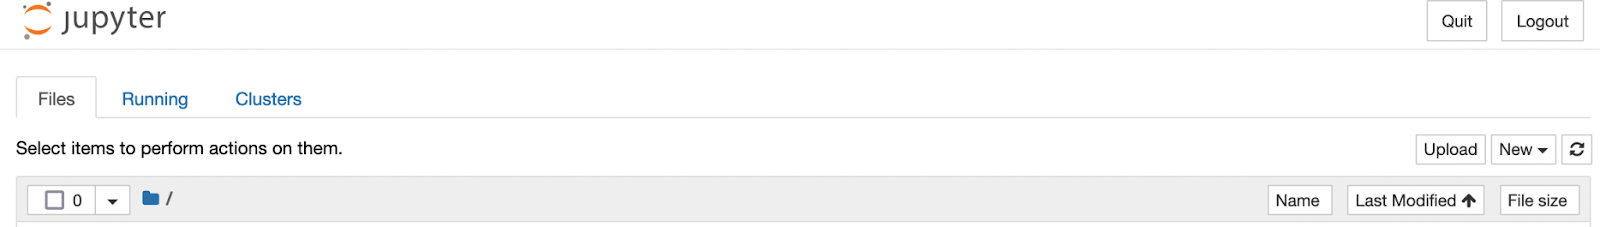 jupyter
Quit Logout
Files Running Clusters
Select items to perform actions on them.
Upload New
0 / Name Last Modified File size